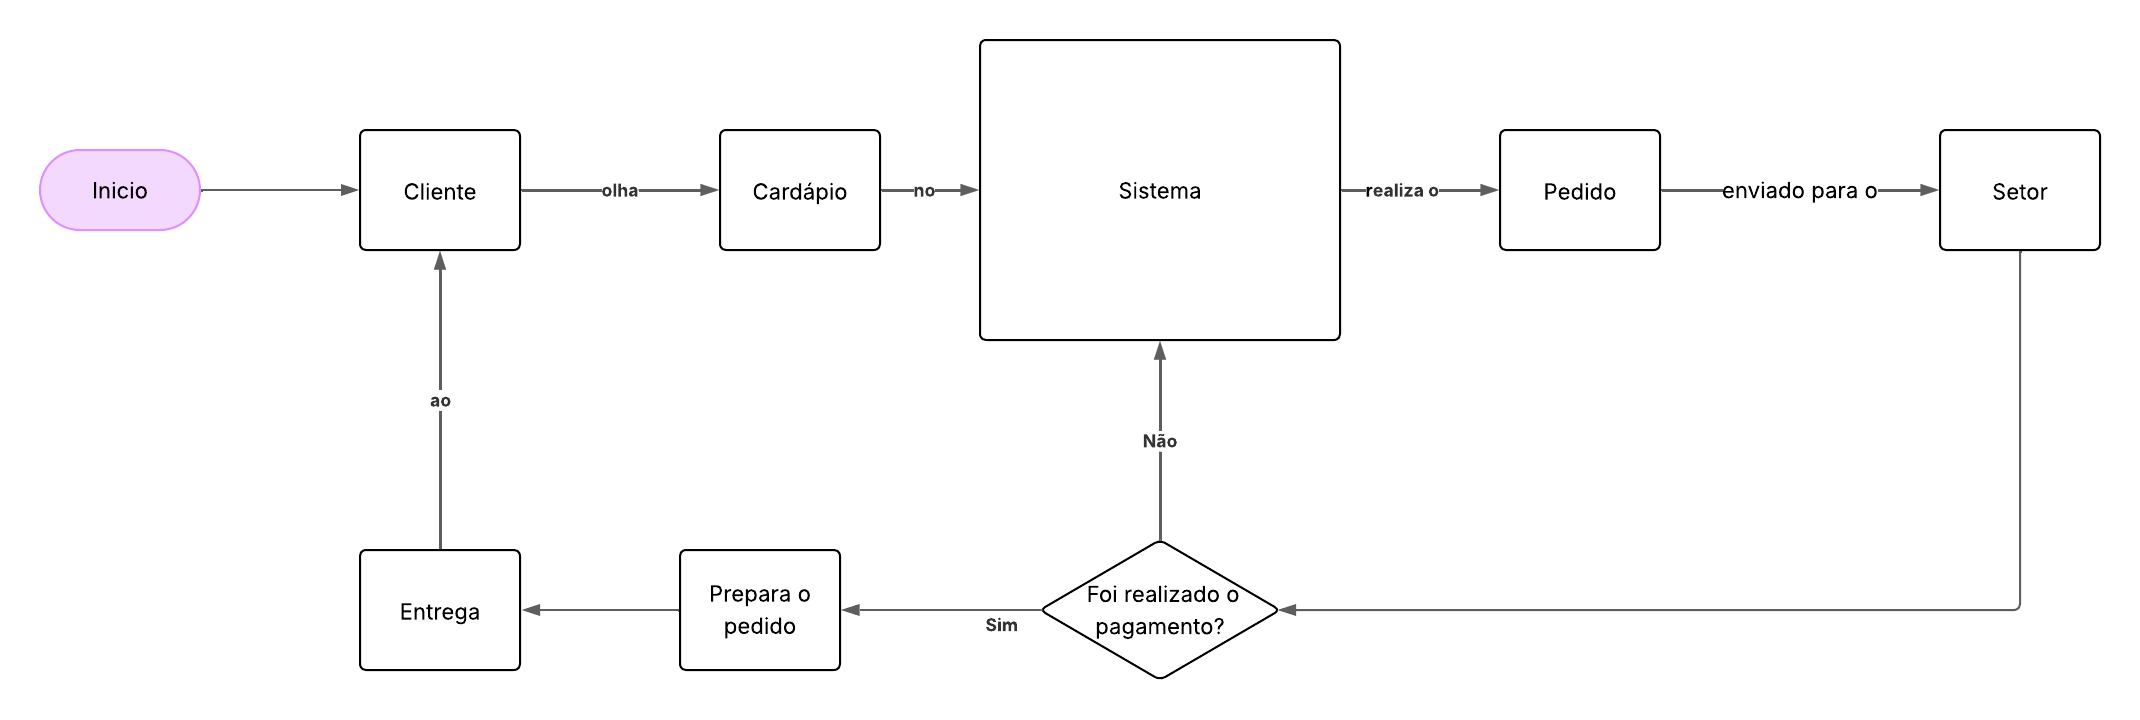 Inicio
Cliente
olha
Cardápio
no
Sistema
realiza o
Pedido
enviado para o
Setor
ao
Não
Entrega
Prepara o
pedido
Sim
Foi realizado o
pagamento?